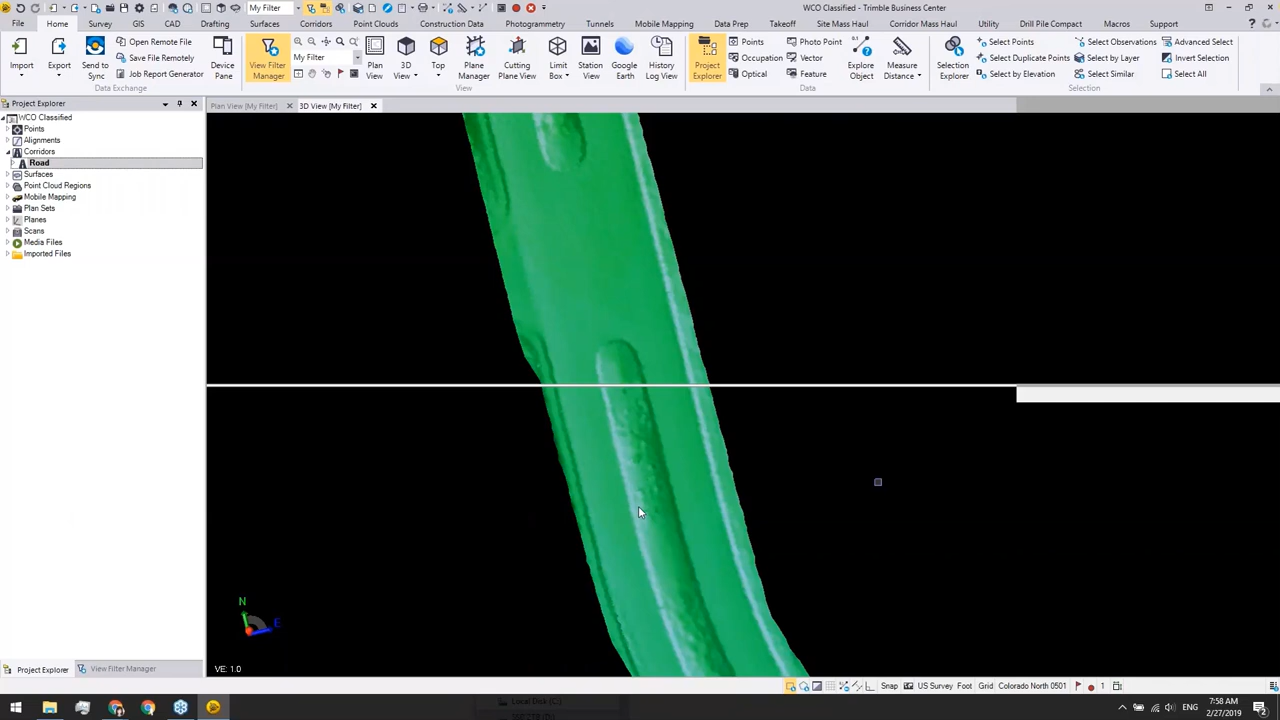 My Filter
WCO Classified - Trimble Business Center
File
Home
Survey
GIS
CAD
Drafting
Surfaces
Corridors
Point Clouds
Construction Data
Photogrammetry
Tunnels
Mobile Mapping
Data Prep
Takeoff
Site Mass Haul
Corridor Mass Haul
Utility
Drill Pile Compact
Macros
Support
Import
Export
Send to Sync
Open Remote File
Save File Remotely
Job Report Generator
Device Pane
Data Exchange
View Filter Manager
My Filter
Plan View
3D View
Top
Plane Manager
Cutting Plane View
Limit Box
Station View
Google Earth
History Log View
View
Project Explorer
Points
Occupation
Optical
Photo Point
Vector
Feature
Explore Object
Measure Distance
Data
Selection Explorer
Select Points
Select Duplicate Points
Select by Elevation
Select Observations
Select by Layer
Select Similar
Advanced Select
Invert Selection
Select All
Selection
Project Explorer
WCO Classified
Points
Alignments
Corridors
Road
Surfaces
Point Cloud Regions
Mobile Mapping
Plan Sets
Planes
Scans
Media Files
Imported Files
Plan View [My Filter]
3D View [My Filter]
N
E
VE: 1.0
Project Explorer
View Filter Manager
Snap
US Survey Foot
Grid
Colorado North 0501
1
Local Disk (C:)
ENG
7:58 AM
2/27/2019
2